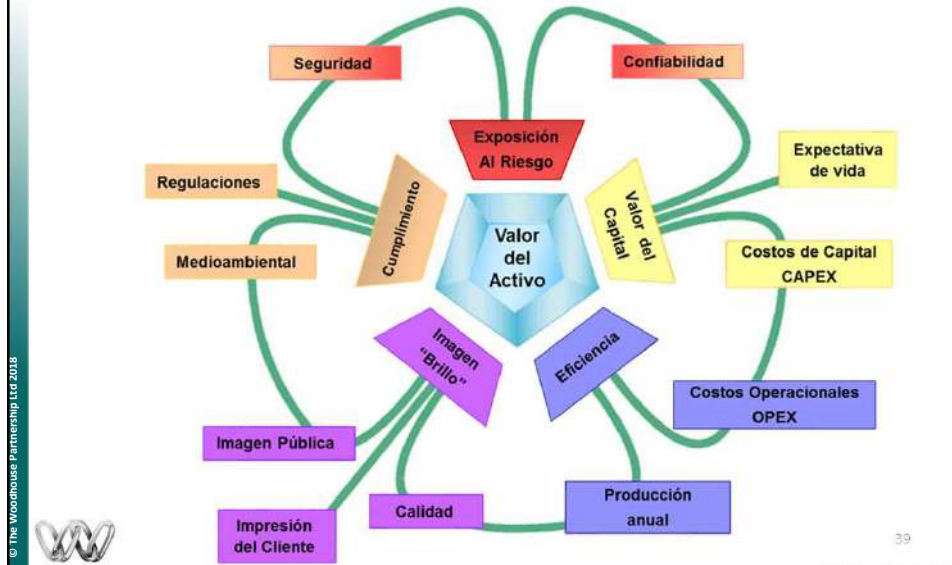 Seguridad
Confiabilidad
Exposición
Al Riesgo
Expectativa
de vida
Regulaciones
Cumplimiento
Valor del
Capital
Valor
del
Activo
Medioambiental
Costos de Capital
CAPEX
Imagen
"Brillo"
Eficiencia
Costos Operacionales
OPEX
Imagen Pública
Calidad
Producción
anual
Impresión
del Cliente
© The Woodhouse Partnership Ltd 2018
39